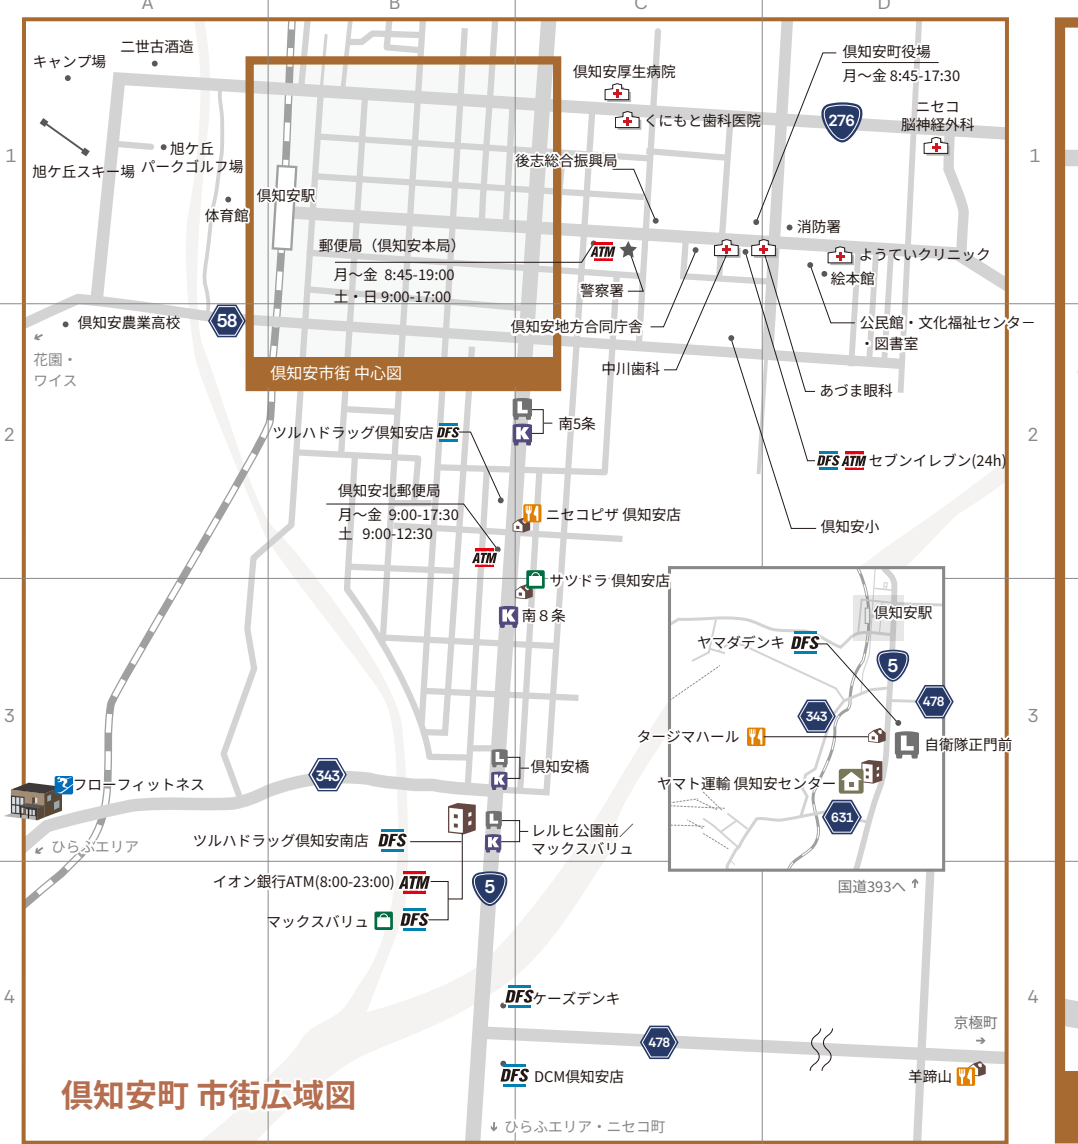 A
B
C
D
二世古酒造
キャンプ場
旭ケ丘スキー場
旭ケ丘
パークゴルフ場
体育館
倶知安駅
倶知安厚生病院
くにもと歯科医院
後志総合振興局
倶知安町役場
月～金 8:45-17:30
276
ニセコ
脳神経外科
1
1
消防署
ようていクリニック
絵本館
郵便局（倶知安本局）
月～金 8:45-19:00
土・日 9:00-17:00
ATM
警察署
倶知安地方合同庁舎
中川歯科
公民館・文化福祉センター
・図書室
あづま眼科
倶知安農業高校
58
花園・
ワイス
倶知安市街 中心図
2
2
L
K
南5条
ツルハドラッグ倶知安店 DFS
DFS ATM セブンイレブン(24h)
倶知安小
倶知安北郵便局
月～金 9:00-17:30
土 9:00-12:30
ATM
ニセコピザ 倶知安店
サツドラ 倶知安店
K 南８条
倶知安駅
ヤマダデンキ DFS
5
478
343
タージマハール
L 自衛隊正門前
ヤマト運輸 倶知安センター
631
国道393へ
3
3
L
K
倶知安橋
343
フローフィットネス
ひらふエリア
ツルハドラッグ倶知安南店 DFS
L
K
レルヒ公園前／
マックスバリュ
イオン銀行ATM(8:00-23:00) ATM
5
マックスバリュ DFS
4
4
DFS ケーズデンキ
478
京極町
DFS DCM倶知安店
羊蹄山
倶知安町 市街広域図
ひらふエリア・ニセコ町